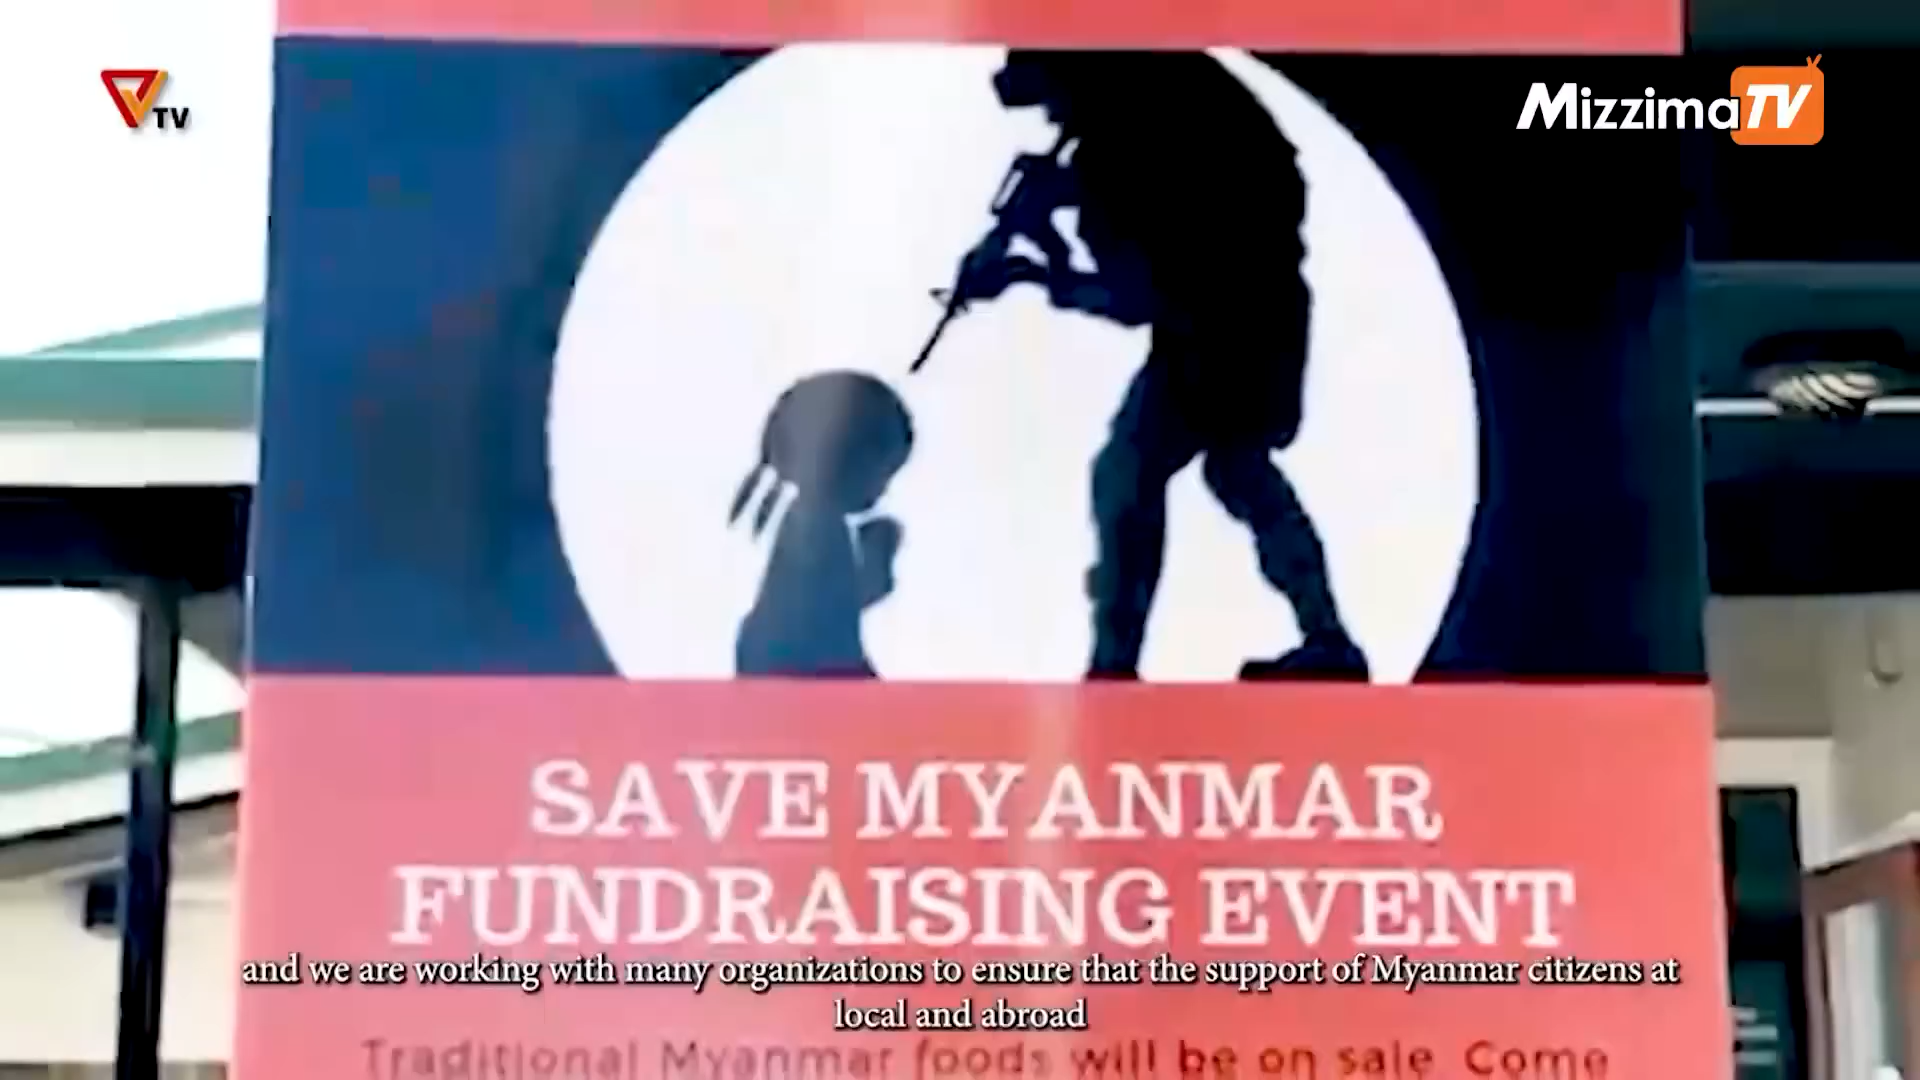 TV
MizzimaTV
SAVE MYANMAR
FUNDRAISING EVENT
and we are working with many organizations to ensure that the support of Myanmar citizens at
local and abroad
Traditional Myanmar foods will be on sale. Come